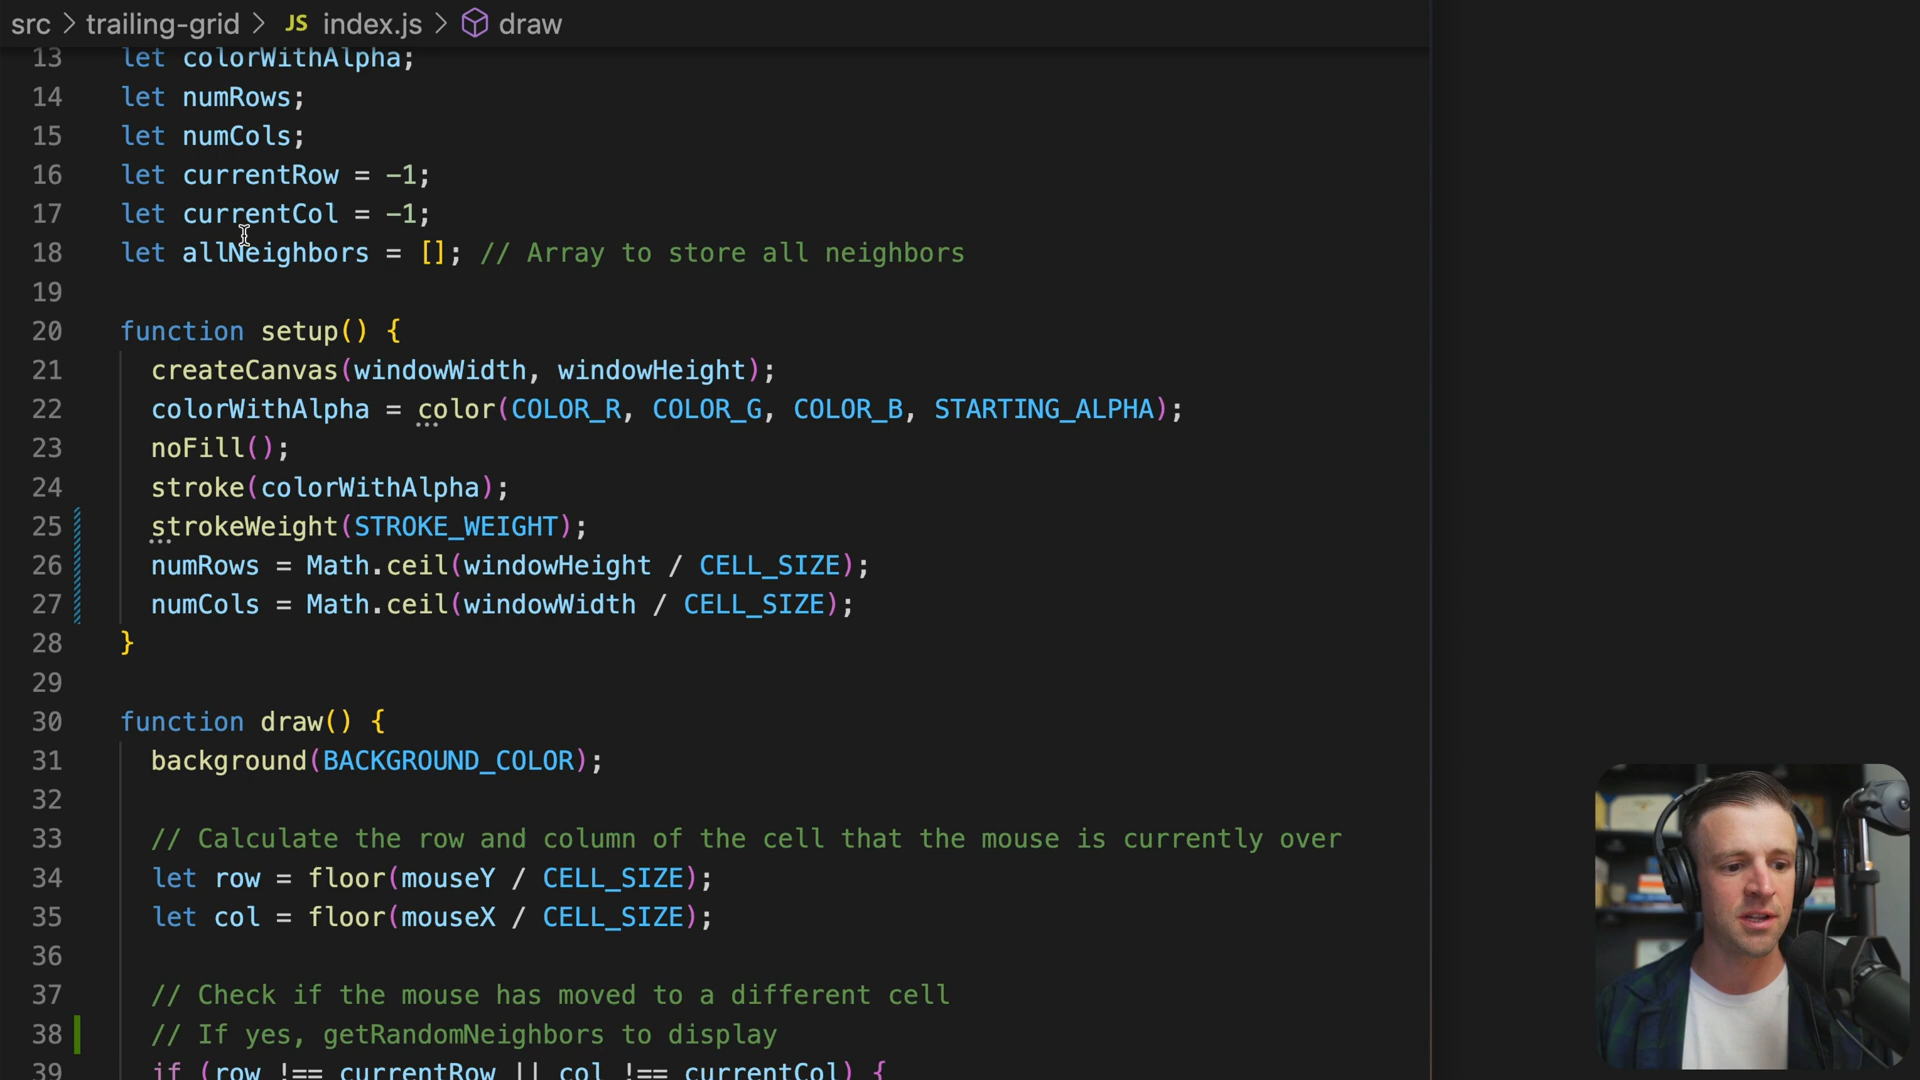 src > trailing-grid > JS index.js > draw
13 let colorWithAlpha;
14 let numRows;
15 let numCols;
16 let currentRow = -1;
17 let currentCol = -1;
18 let allNeighbors = []; // Array to store all neighbors
19
20 function setup() {
21 createCanvas(windowWidth, windowHeight);
22 colorWithAlpha = color(COLOR_R, COLOR_G, COLOR_B, STARTING_ALPHA);
23 noFill();
24 stroke(colorWithAlpha);
25 strokeWeight(STROKE_WEIGHT);
26 numRows = Math.ceil(windowHeight / CELL_SIZE);
27 numCols = Math.ceil(windowWidth / CELL_SIZE);
28 }
29
30 function draw() {
31 background(BACKGROUND_COLOR);
32
33 // Calculate the row and column of the cell that the mouse is currently over
34 let row = floor(mouseY / CELL_SIZE);
35 let col = floor(mouseX / CELL_SIZE);
36
37 // Check if the mouse has moved to a different cell
38 // If yes, getRandomNeighbors to display
39 if (row !== currentRow || col !== currentCol) {